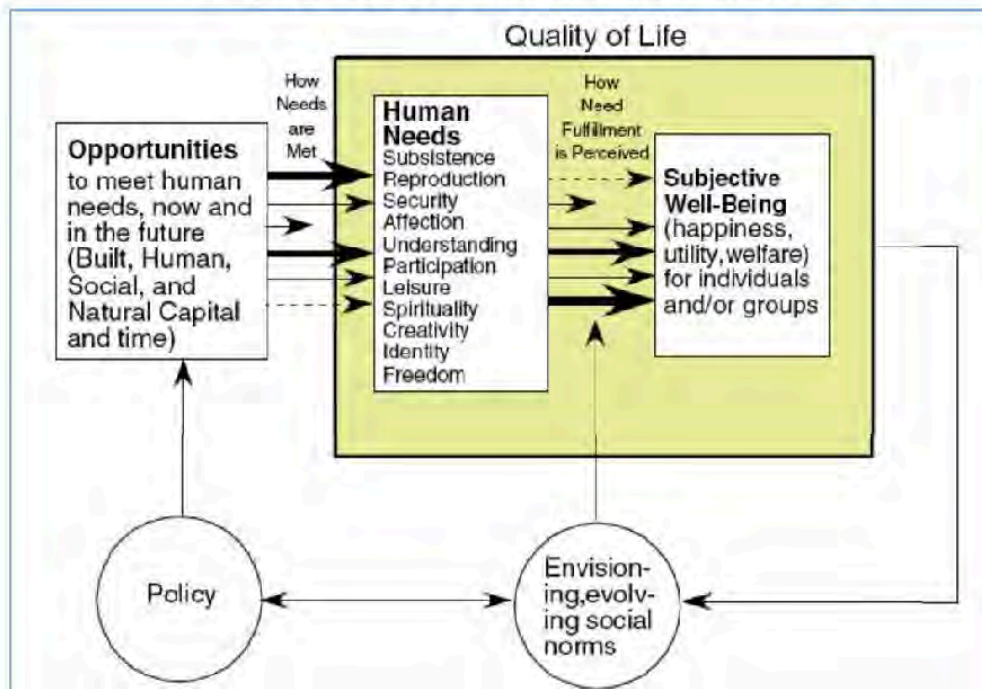 Quality of Life
How
Needs
are
Met
Opportunities
to meet human
needs, now and
in the future
(Built, Human,
Social, and
Natural Capital
and time)
Human
Needs
Subsistence
Reproduction
Security
Affection
Understanding
Participation
Leisure
Spirituality
Creativity
Identity
Freedom
How
Need
Fulfillment
is Perceived
Subjective
Well-Being
(happiness,
utility,welfare)
for individuals
and/or groups
Policy
Envision-
ing,evolv-
ing social
norms